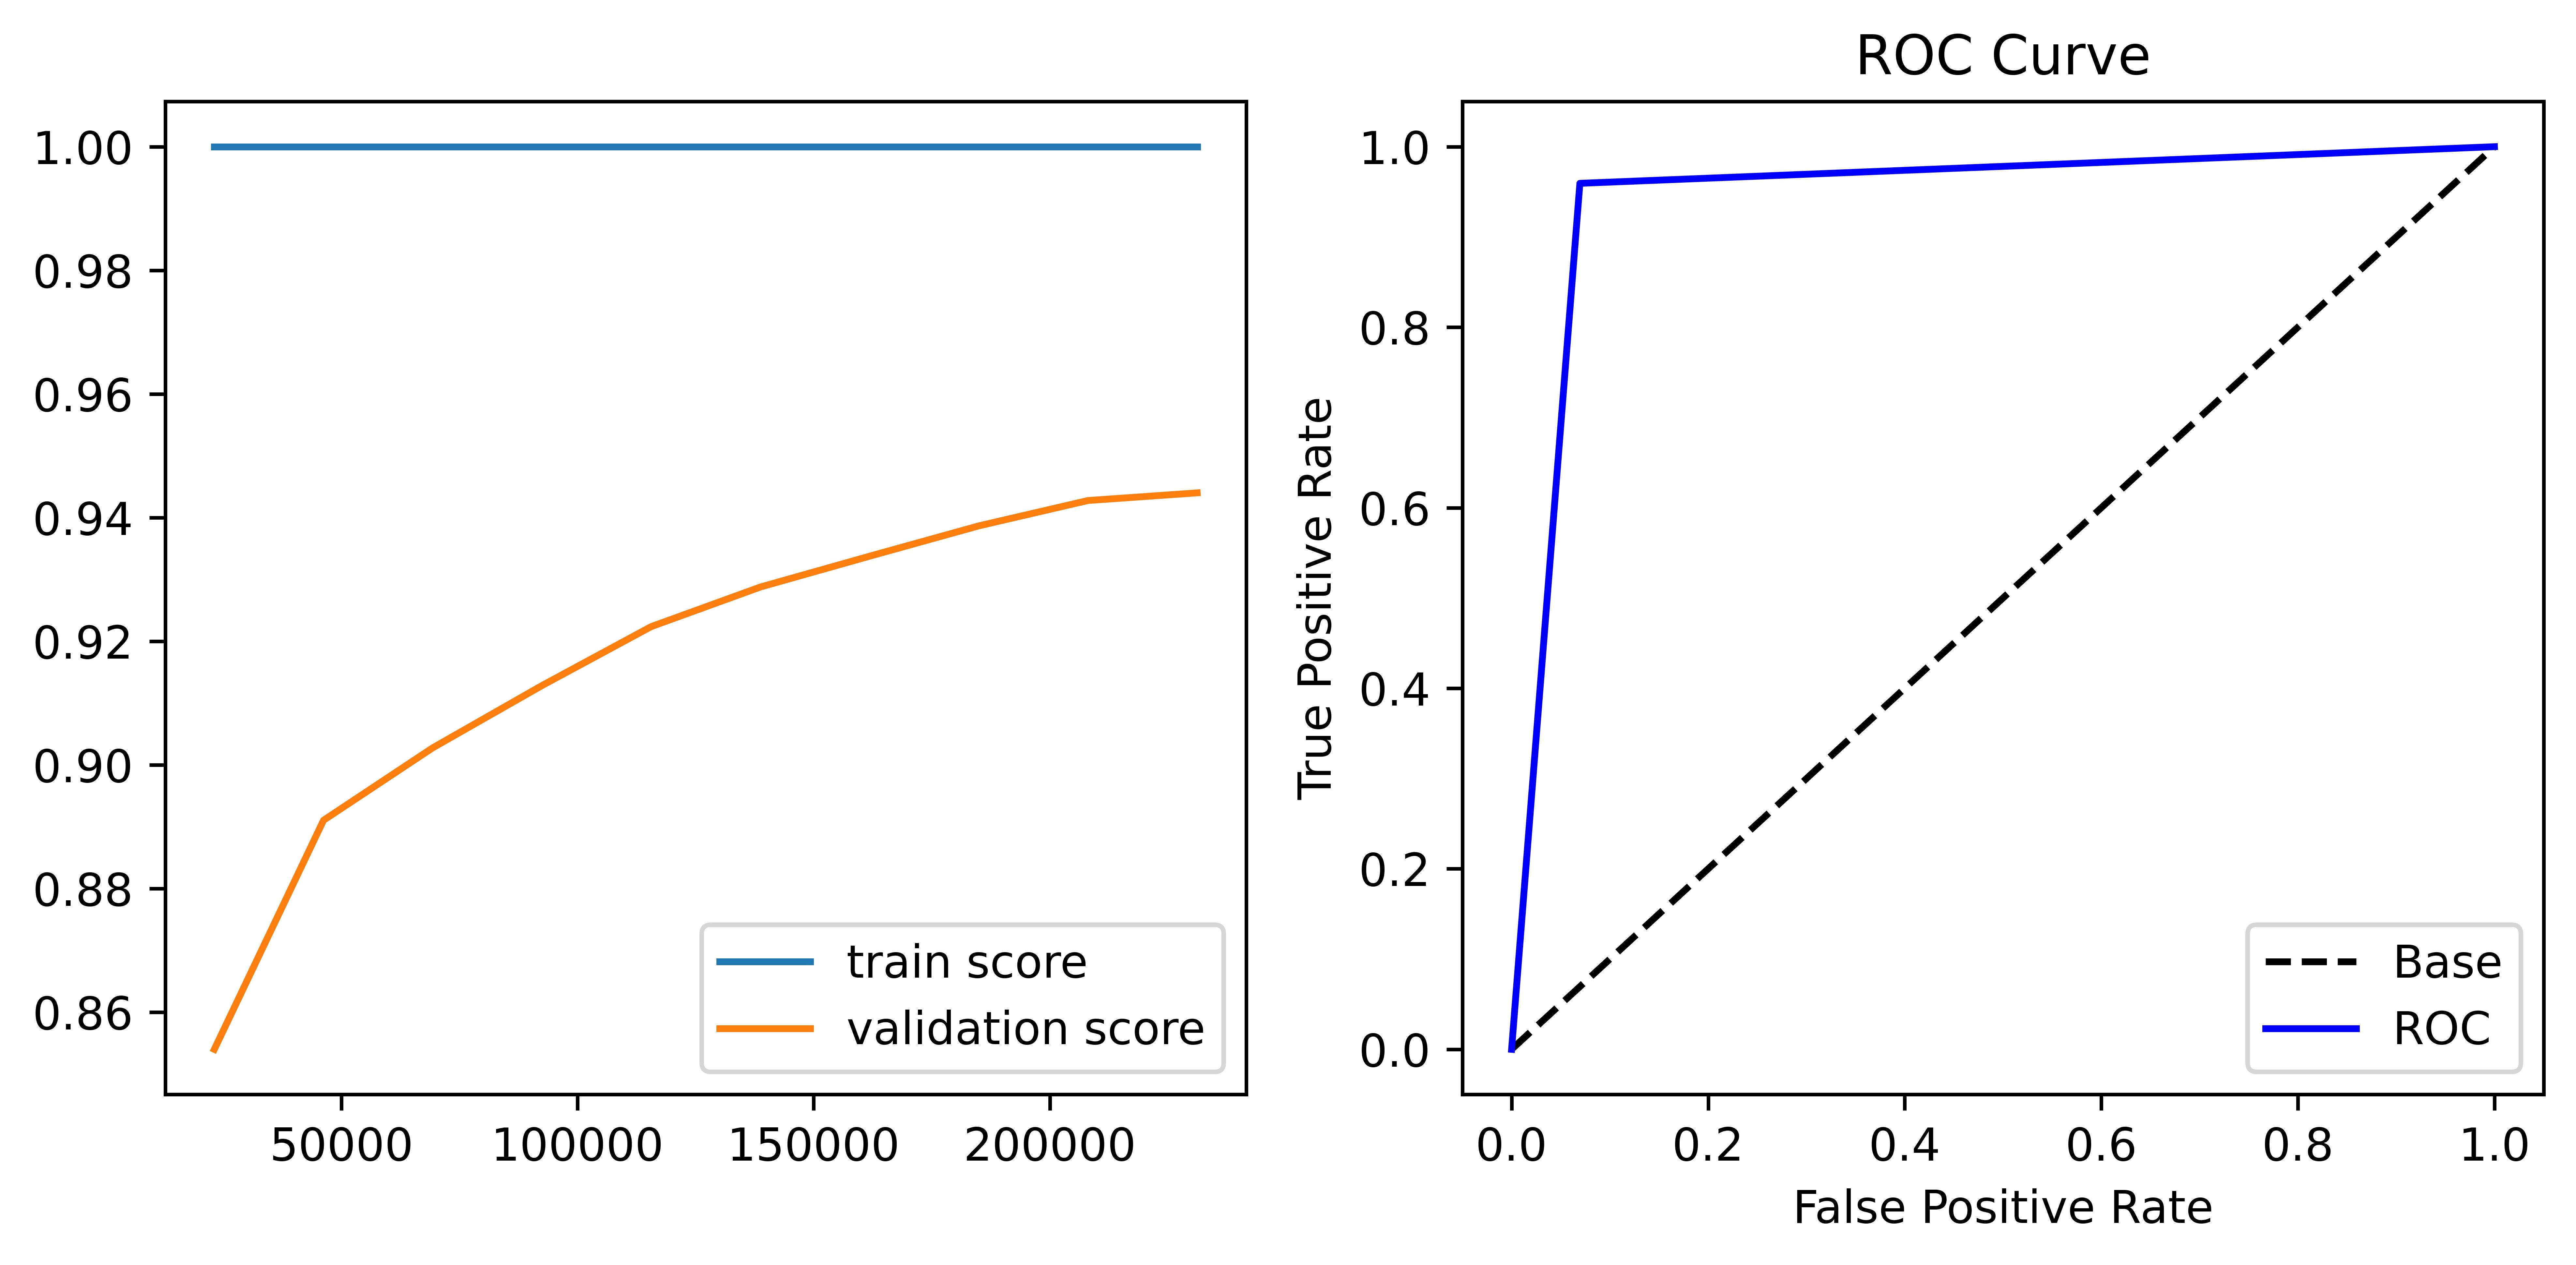 1.00
0.98
0.96
0.94
0.92
0.90
0.88
0.86
50000 100000 150000 200000
train score
validation score
ROC Curve
True Positive Rate
1.0
0.8
0.6
0.4
0.2
0.0
0.0 0.2 0.4 0.6 0.8 1.0
False Positive Rate
Base
ROC